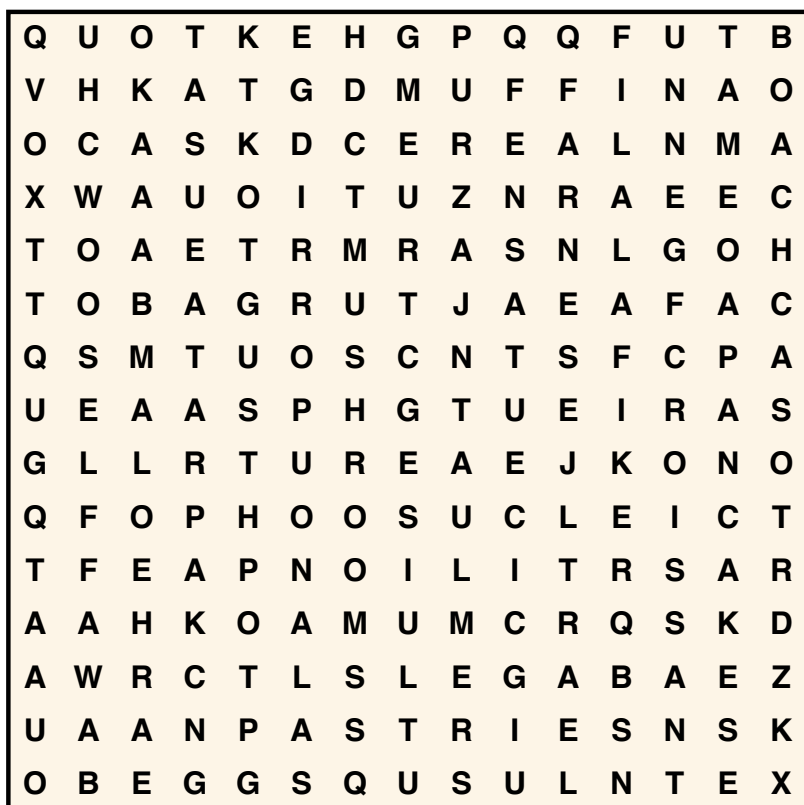 Q U O T K E H G P Q Q F U T B
V H K A T G D M U F F I N A O
O C A S K D C E R E A L N M A
X W A U O I T U Z N R A E E C
T O A E T R M R A S N L G O H
T O B A G R U T J A E A F A C
Q S M T U O S C N T S F C P A
U E A A S P H G T U E I R A S
G L L R T U R E A E J K O N O
Q F O P H O O S U C L E I C T
T F E A P N O I L I T R S A R
A A H K O A M U M C R Q S K D
A W R C T L S L E G A B A E Z
U A A N P A S T R I E S N S K
O B E G G S Q U S U L N T E X